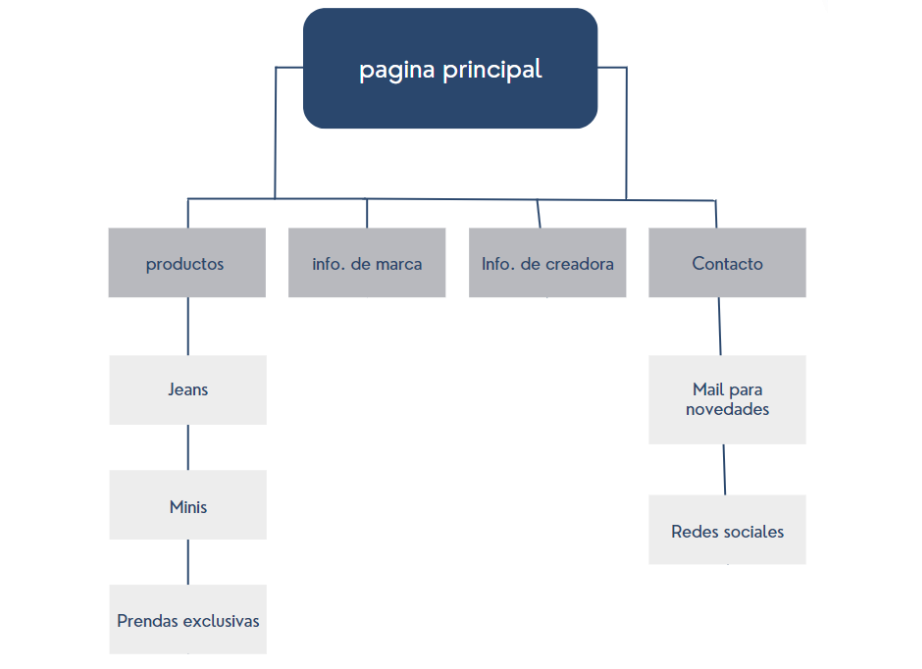 pagina principal
productos
info. de marca
Info. de creadora
Contacto
Jeans
Mail para
novedades
Minis
Redes sociales
Prendas exclusivas